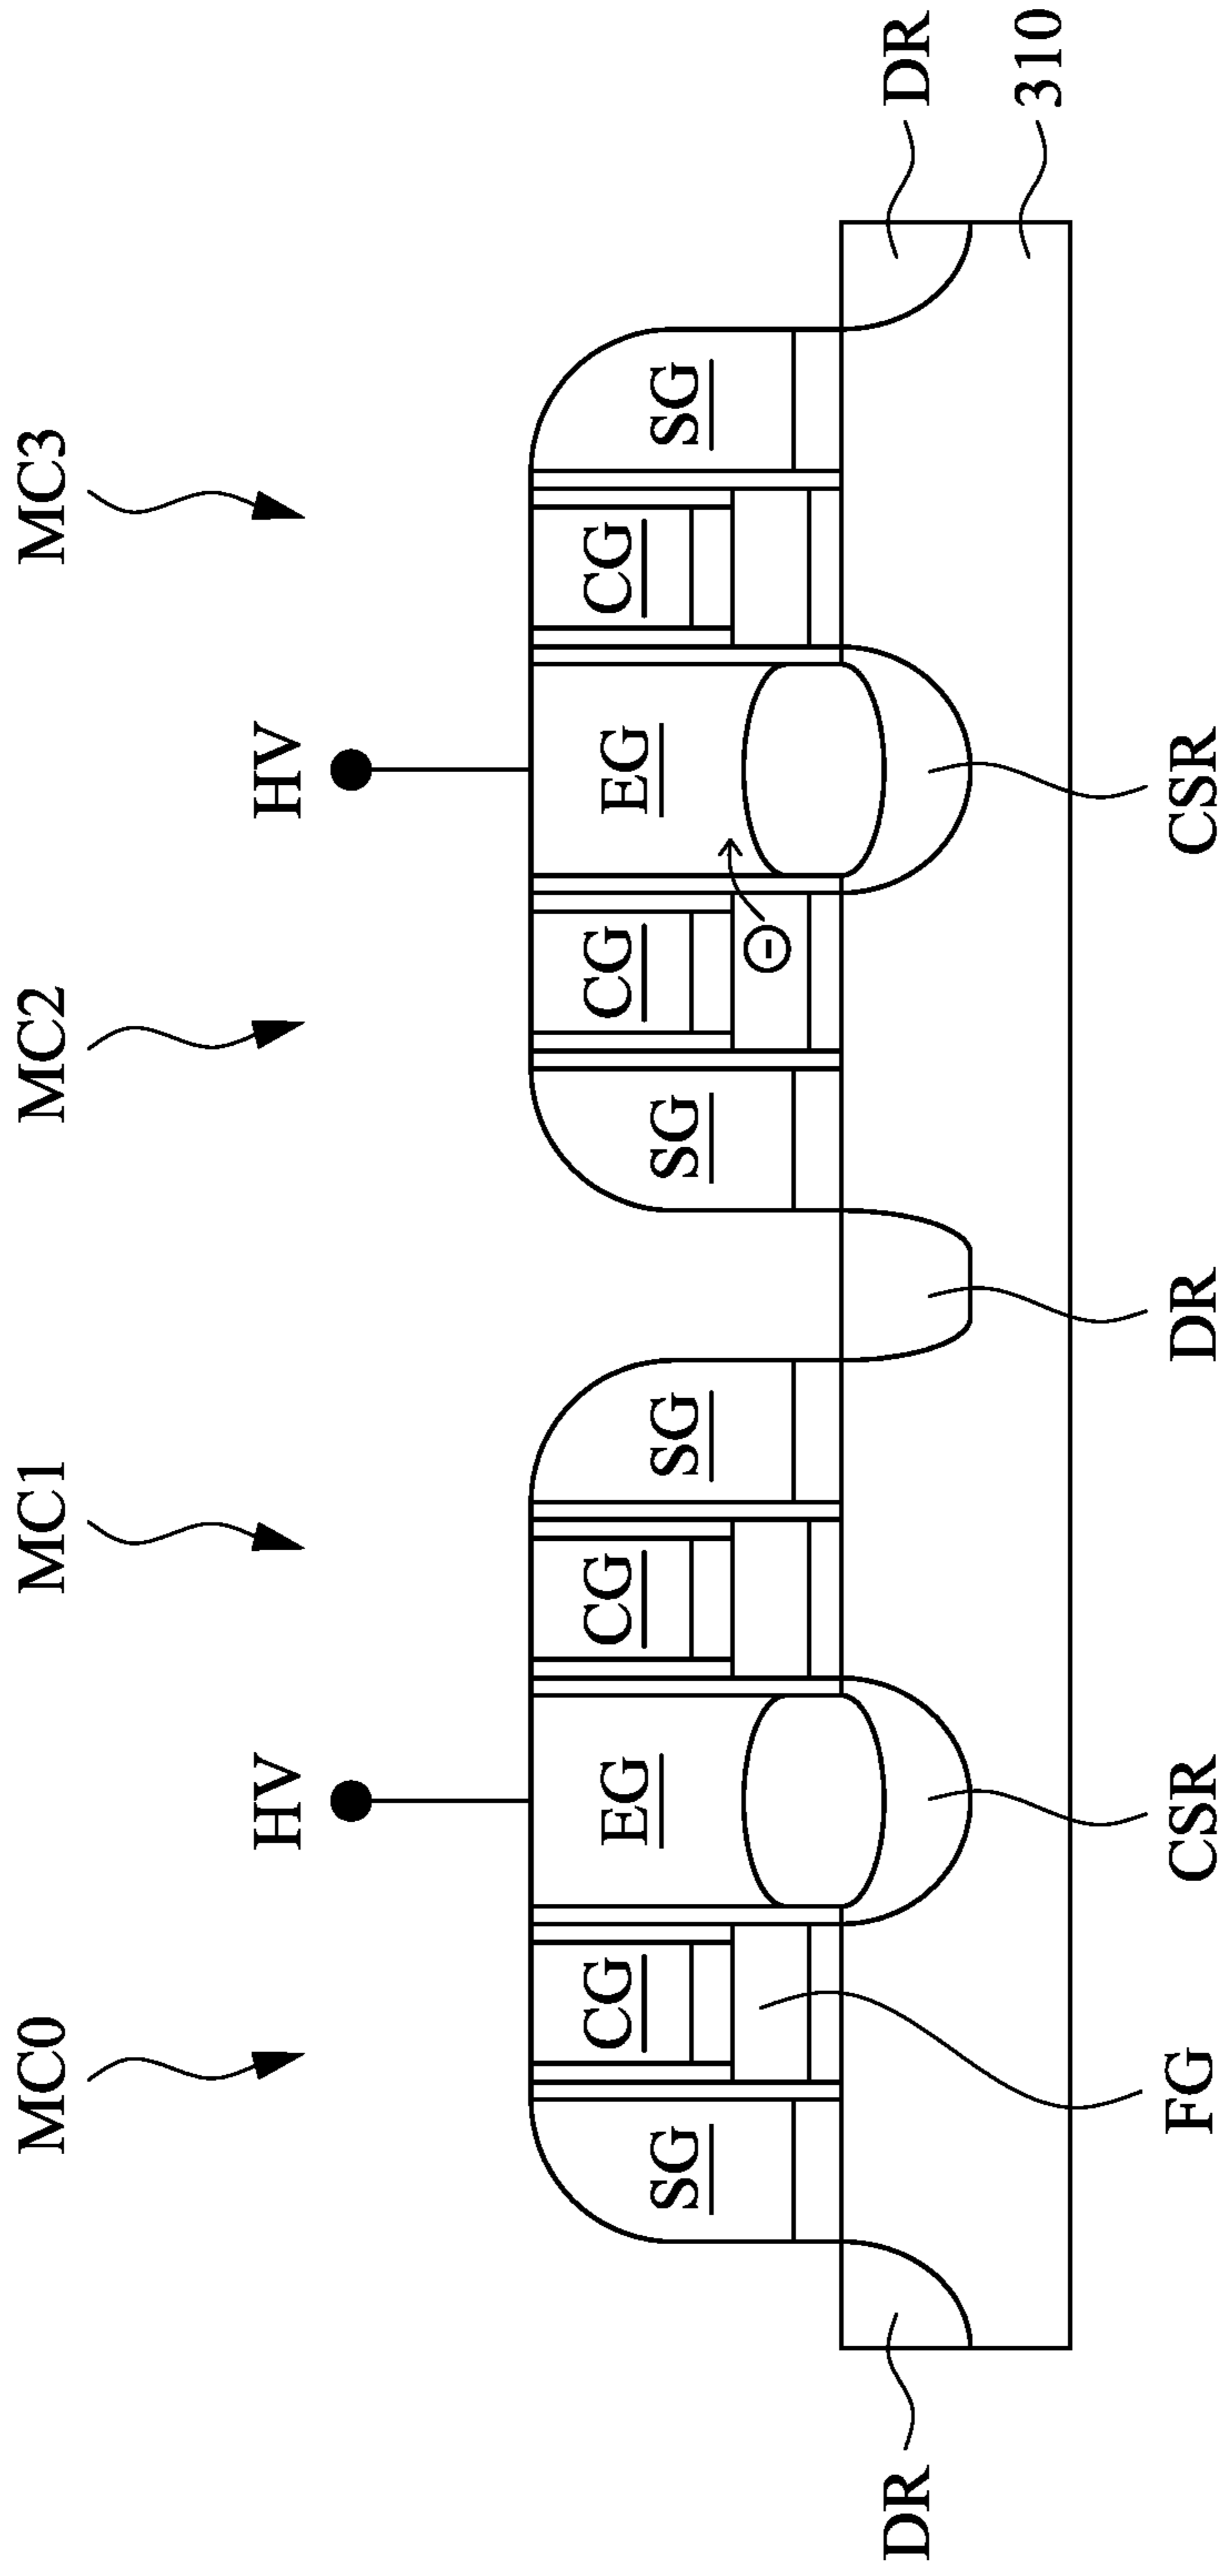 MC0 MC1 MC2 MC3
HV HV
SG CG EG CG SG SG CG EG CG SG
-
DR DR
310
FG CSR DR CSR